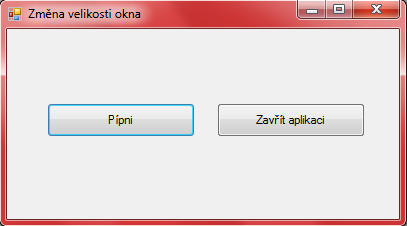 Změna velikosti okna
Pípni
Zavřít aplikaci